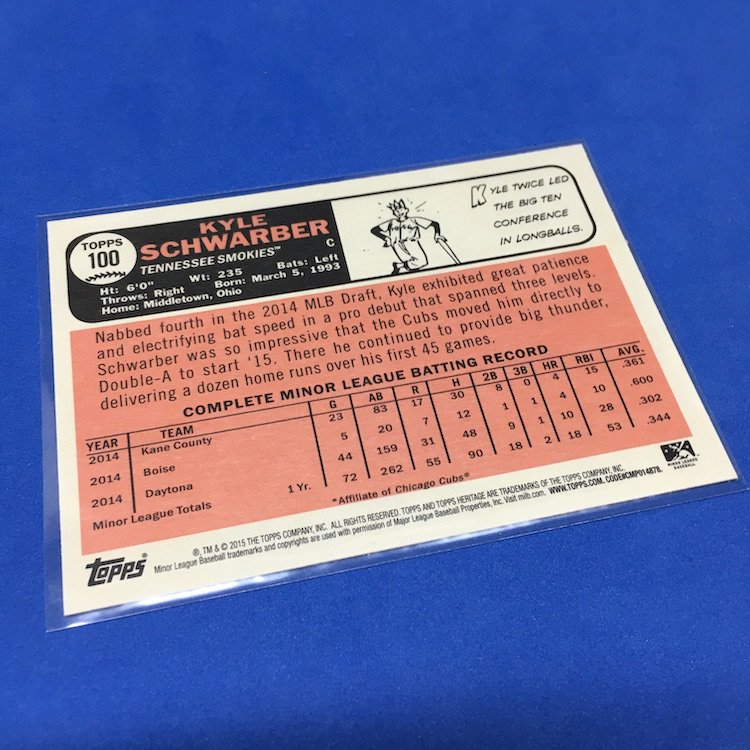 TOPPS
100
KYLE
SCHWARBER
TENNESSEE SMOKIES™
C
Ht: 6'0" Wt: 235 Bats: Left
Throws: Right Born: March 5, 1993
Home: Middletown, Ohio
KYLE TWICE LED
THE BIG TEN
CONFERENCE
IN LONGBALLS.
Nabbed fourth in the 2014 MLB Draft, Kyle exhibited great patience
and electrifying bat speed in a pro debut that spanned three levels.
Schwarber was so impressive that the Cubs moved him directly to
Double-A to start '15. There he continued to provide big thunder,
delivering a dozen home runs over his first 45 games.
COMPLETE MINOR LEAGUE BATTING RECORD
YEAR TEAM G AB R H 2B 3B HR RBI AVG.
2014 Kane County 23 83 17 30 8 0 4 15 .361
2014 Boise 5 20 7 12 1 1 4 10 .600
2014 Daytona 44 159 31 48 9 1 10 28 .302
Minor League Totals 1 Yr. 72 262 55 90 18 2 18 53 .344
*Affiliate of Chicago Cubs®
MINOR LEAGUE
BASEBALL
topps®
®, TM & © 2015 THE TOPPS COMPANY, INC. ALL RIGHTS RESERVED. TOPPS AND TOPPS HERITAGE ARE TRADEMARKS OF THE TOPPS COMPANY, INC.
Minor League Baseball trademarks and copyrights are used with permission of Major League Baseball Properties, Inc. Visit milb.com. WWW.TOPPS.COM. CODE#CMP014878.